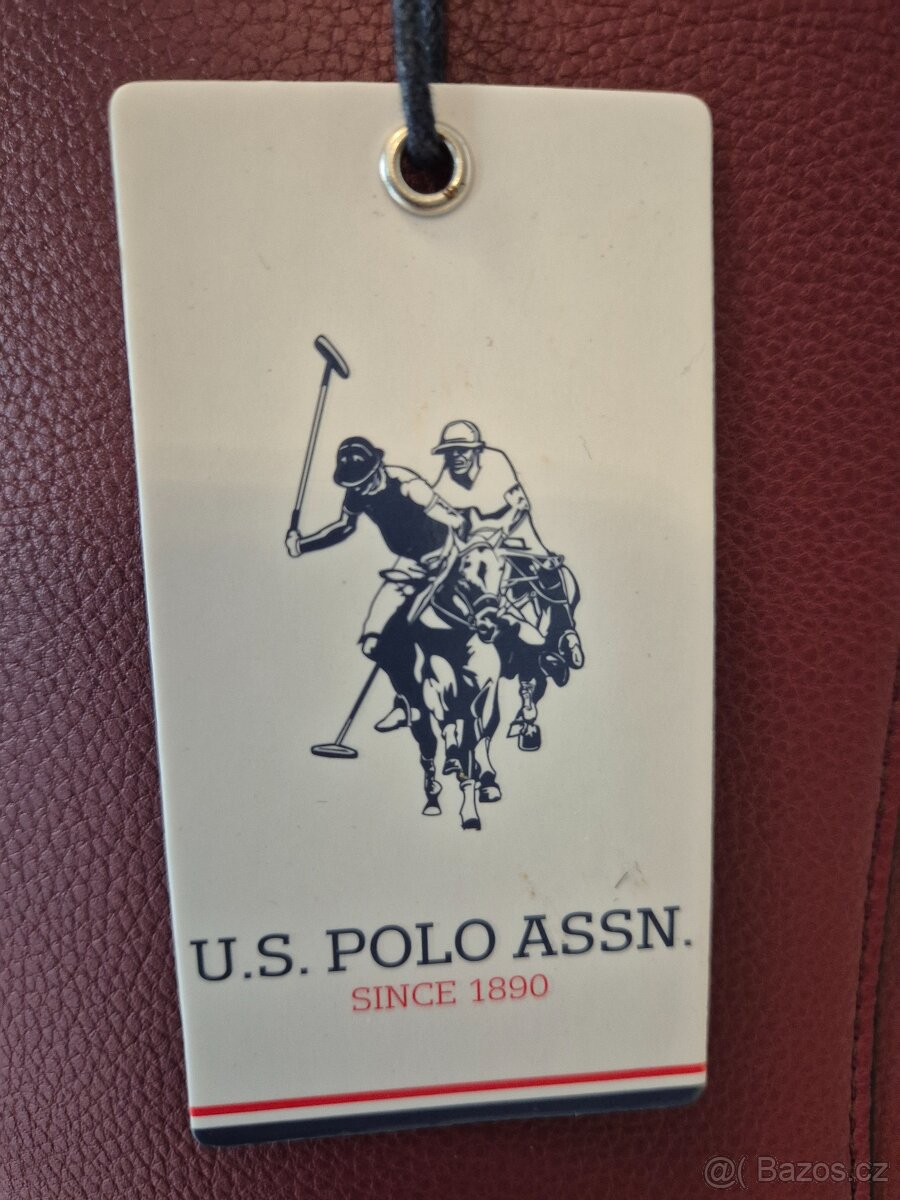 U.S. POLO ASSN.
SINCE 1890
@( Bazos.cz